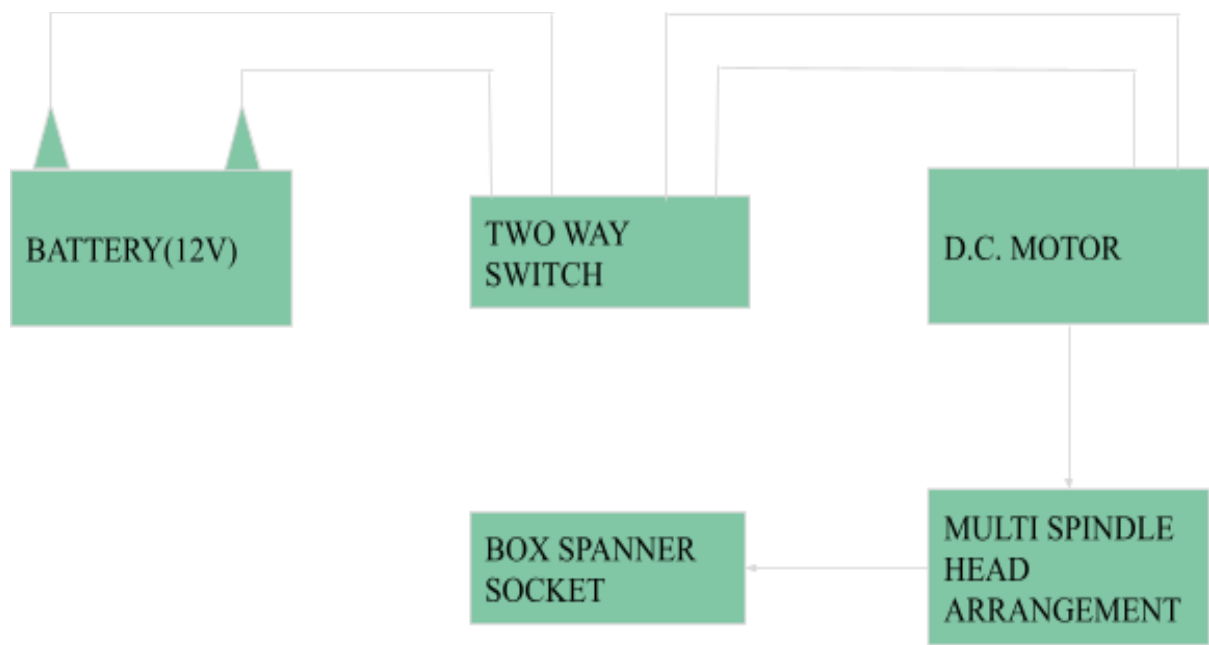 BATTERY(12V)
TWO WAY
SWITCH
D.C. MOTOR
BOX SPANNER
SOCKET
MULTI SPINDLE
HEAD
ARRANGEMENT